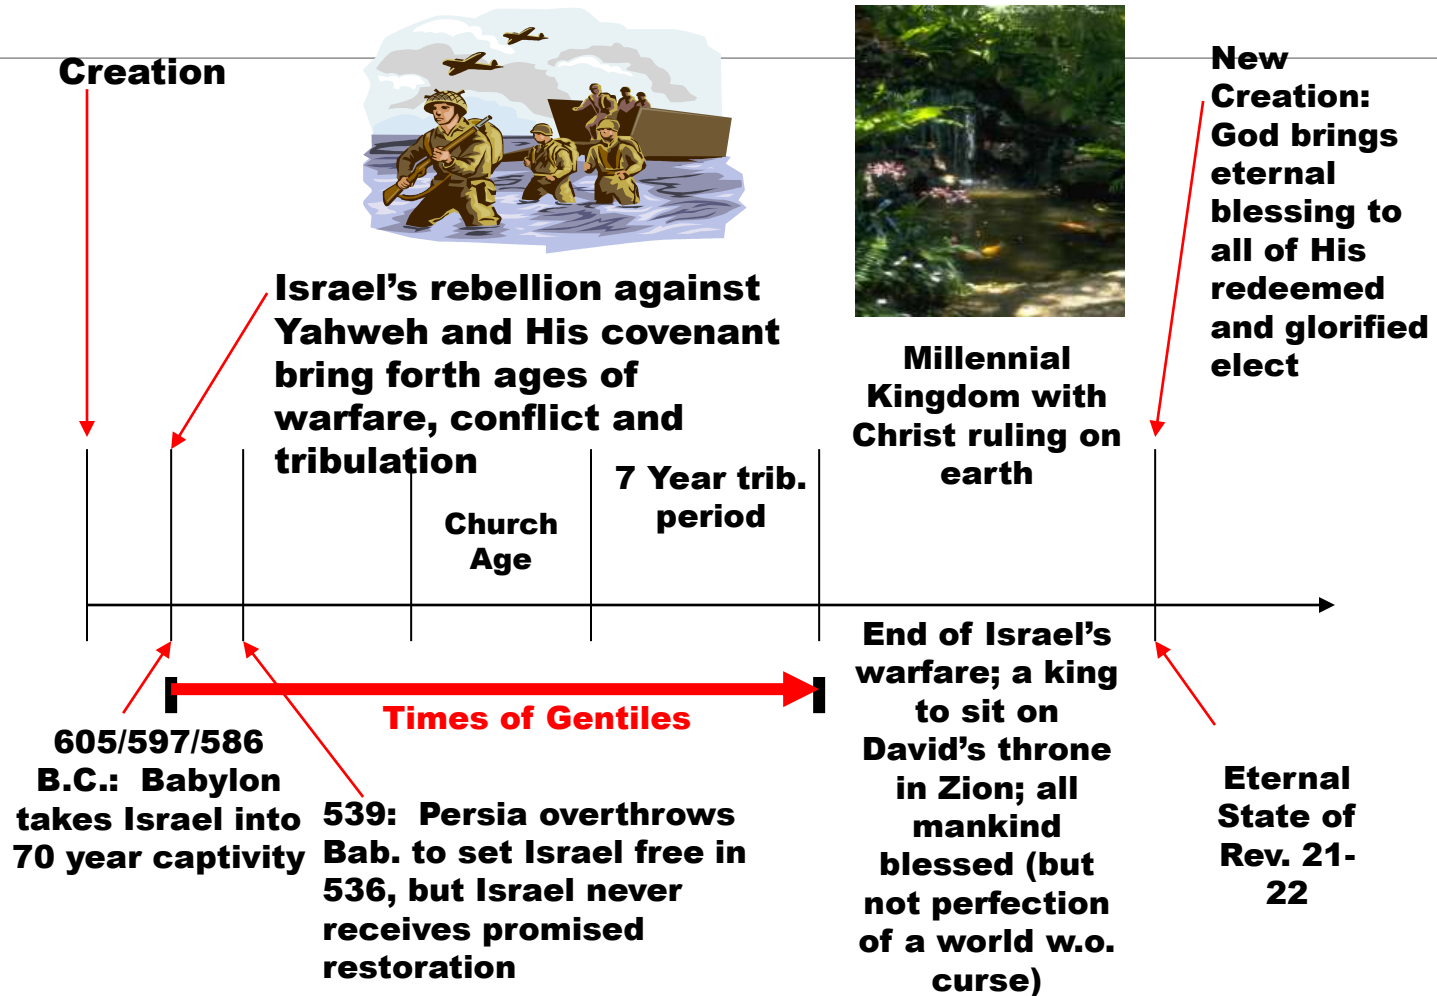 Creation
Israel’s rebellion against
Yahweh and His covenant
bring forth ages of
warfare, conflict and
tribulation
Millennial
Kingdom with
Christ ruling on
earth
New
Creation:
God brings
eternal
blessing to
all of His
redeemed
and glorified
elect
Church
Age
7 Year trib.
period
Times of Gentiles
605/597/586
B.C.: Babylon
takes Israel into
70 year captivity
539: Persia overthrows
Bab. to set Israel free in
536, but Israel never
receives promised
restoration
End of Israel’s
warfare; a king
to sit on
David’s throne
in Zion; all
mankind
blessed (but
not perfection
of a world w.o.
curse)
Eternal
State of
Rev. 21-
22